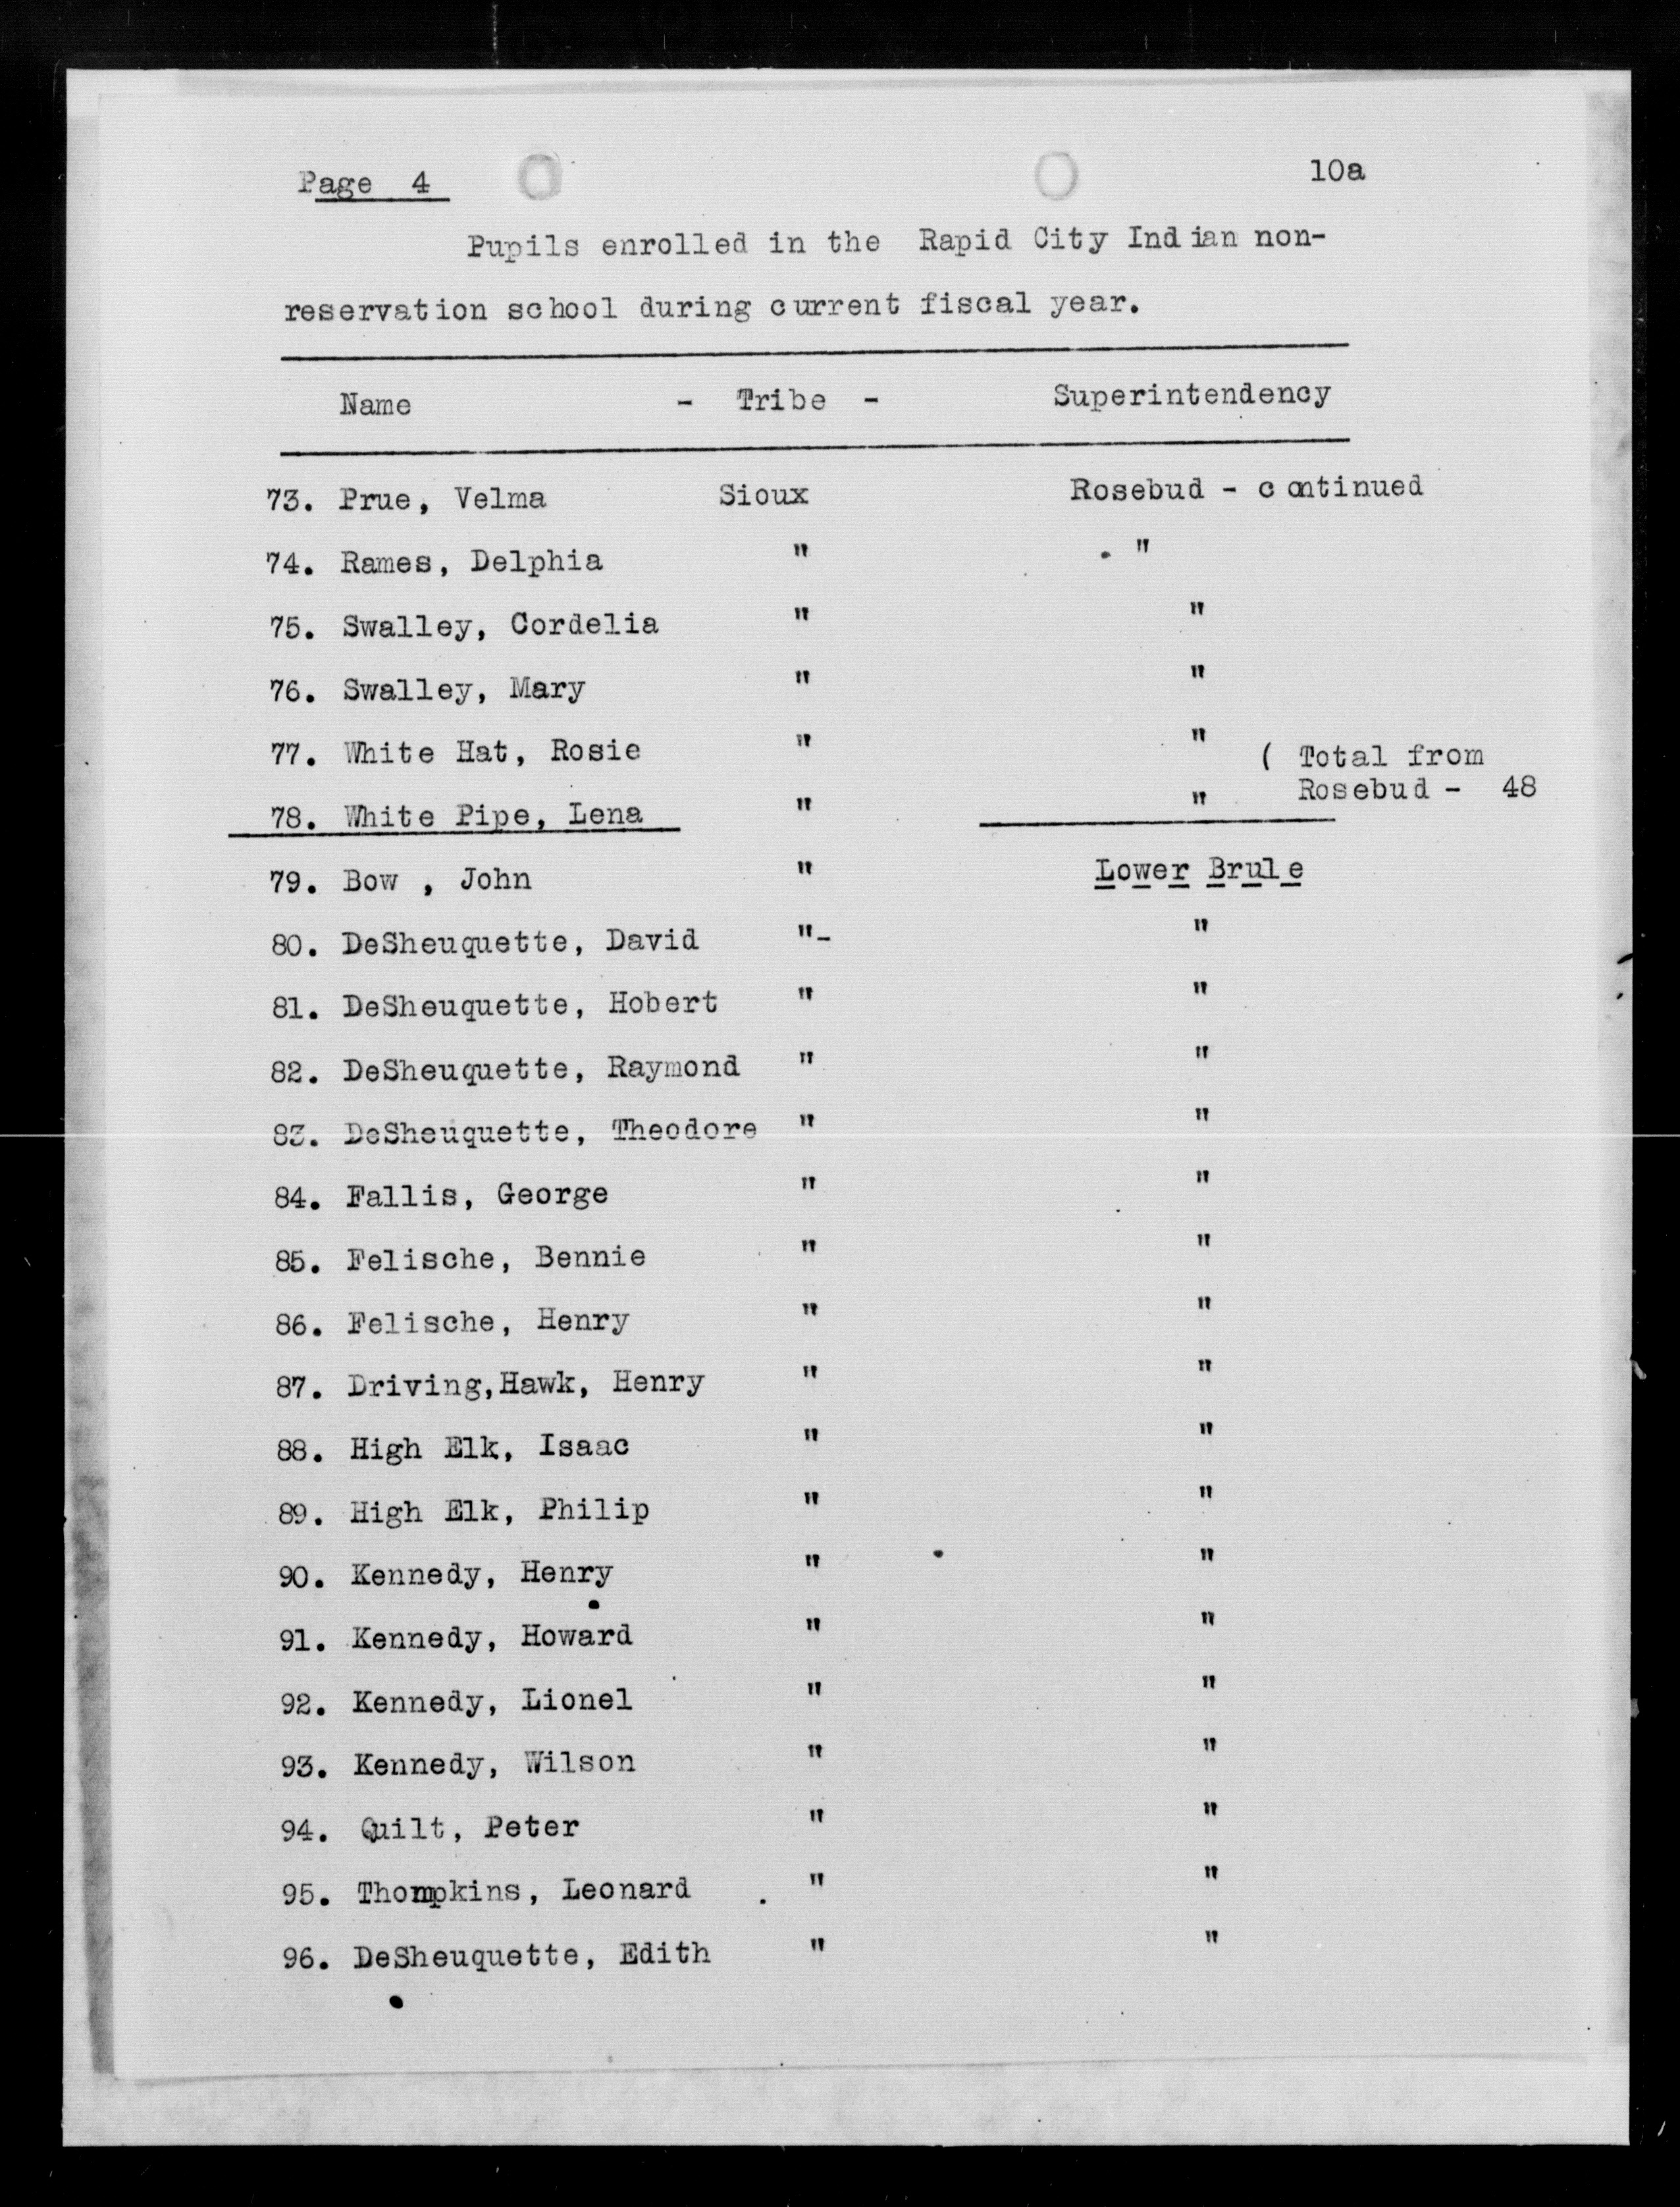 Page 4 10a
Pupils enrolled in the Rapid City Indian non-
reservation school during current fiscal year.
Name - Tribe - Superintendency
73. Prue, Velma Sioux Rosebud - continued
74. Rames, Delphia " "
75. Swalley, Cordelia " "
76. Swalley, Mary " "
77. White Hat, Rosie " " ( Total from
78. White Pipe, Lena " " Rosebud - 48
79. Bow , John " Lower Brule
80. DeSheuquette, David "- "
81. DeSheuquette, Hobert " "
82. DeSheuquette, Raymond " "
83. DeSheuquette, Theodore " "
84. Fallis, George " "
85. Felische, Bennie " "
86. Felische, Henry " "
87. Driving,Hawk, Henry " "
88. High Elk, Isaac " "
89. High Elk, Philip " "
90. Kennedy, Henry " "
91. Kennedy, Howard " "
92. Kennedy, Lionel " "
93. Kennedy, Wilson " "
94. Quilt, Peter " "
95. Thompkins, Leonard " "
96. DeSheuquette, Edith " "